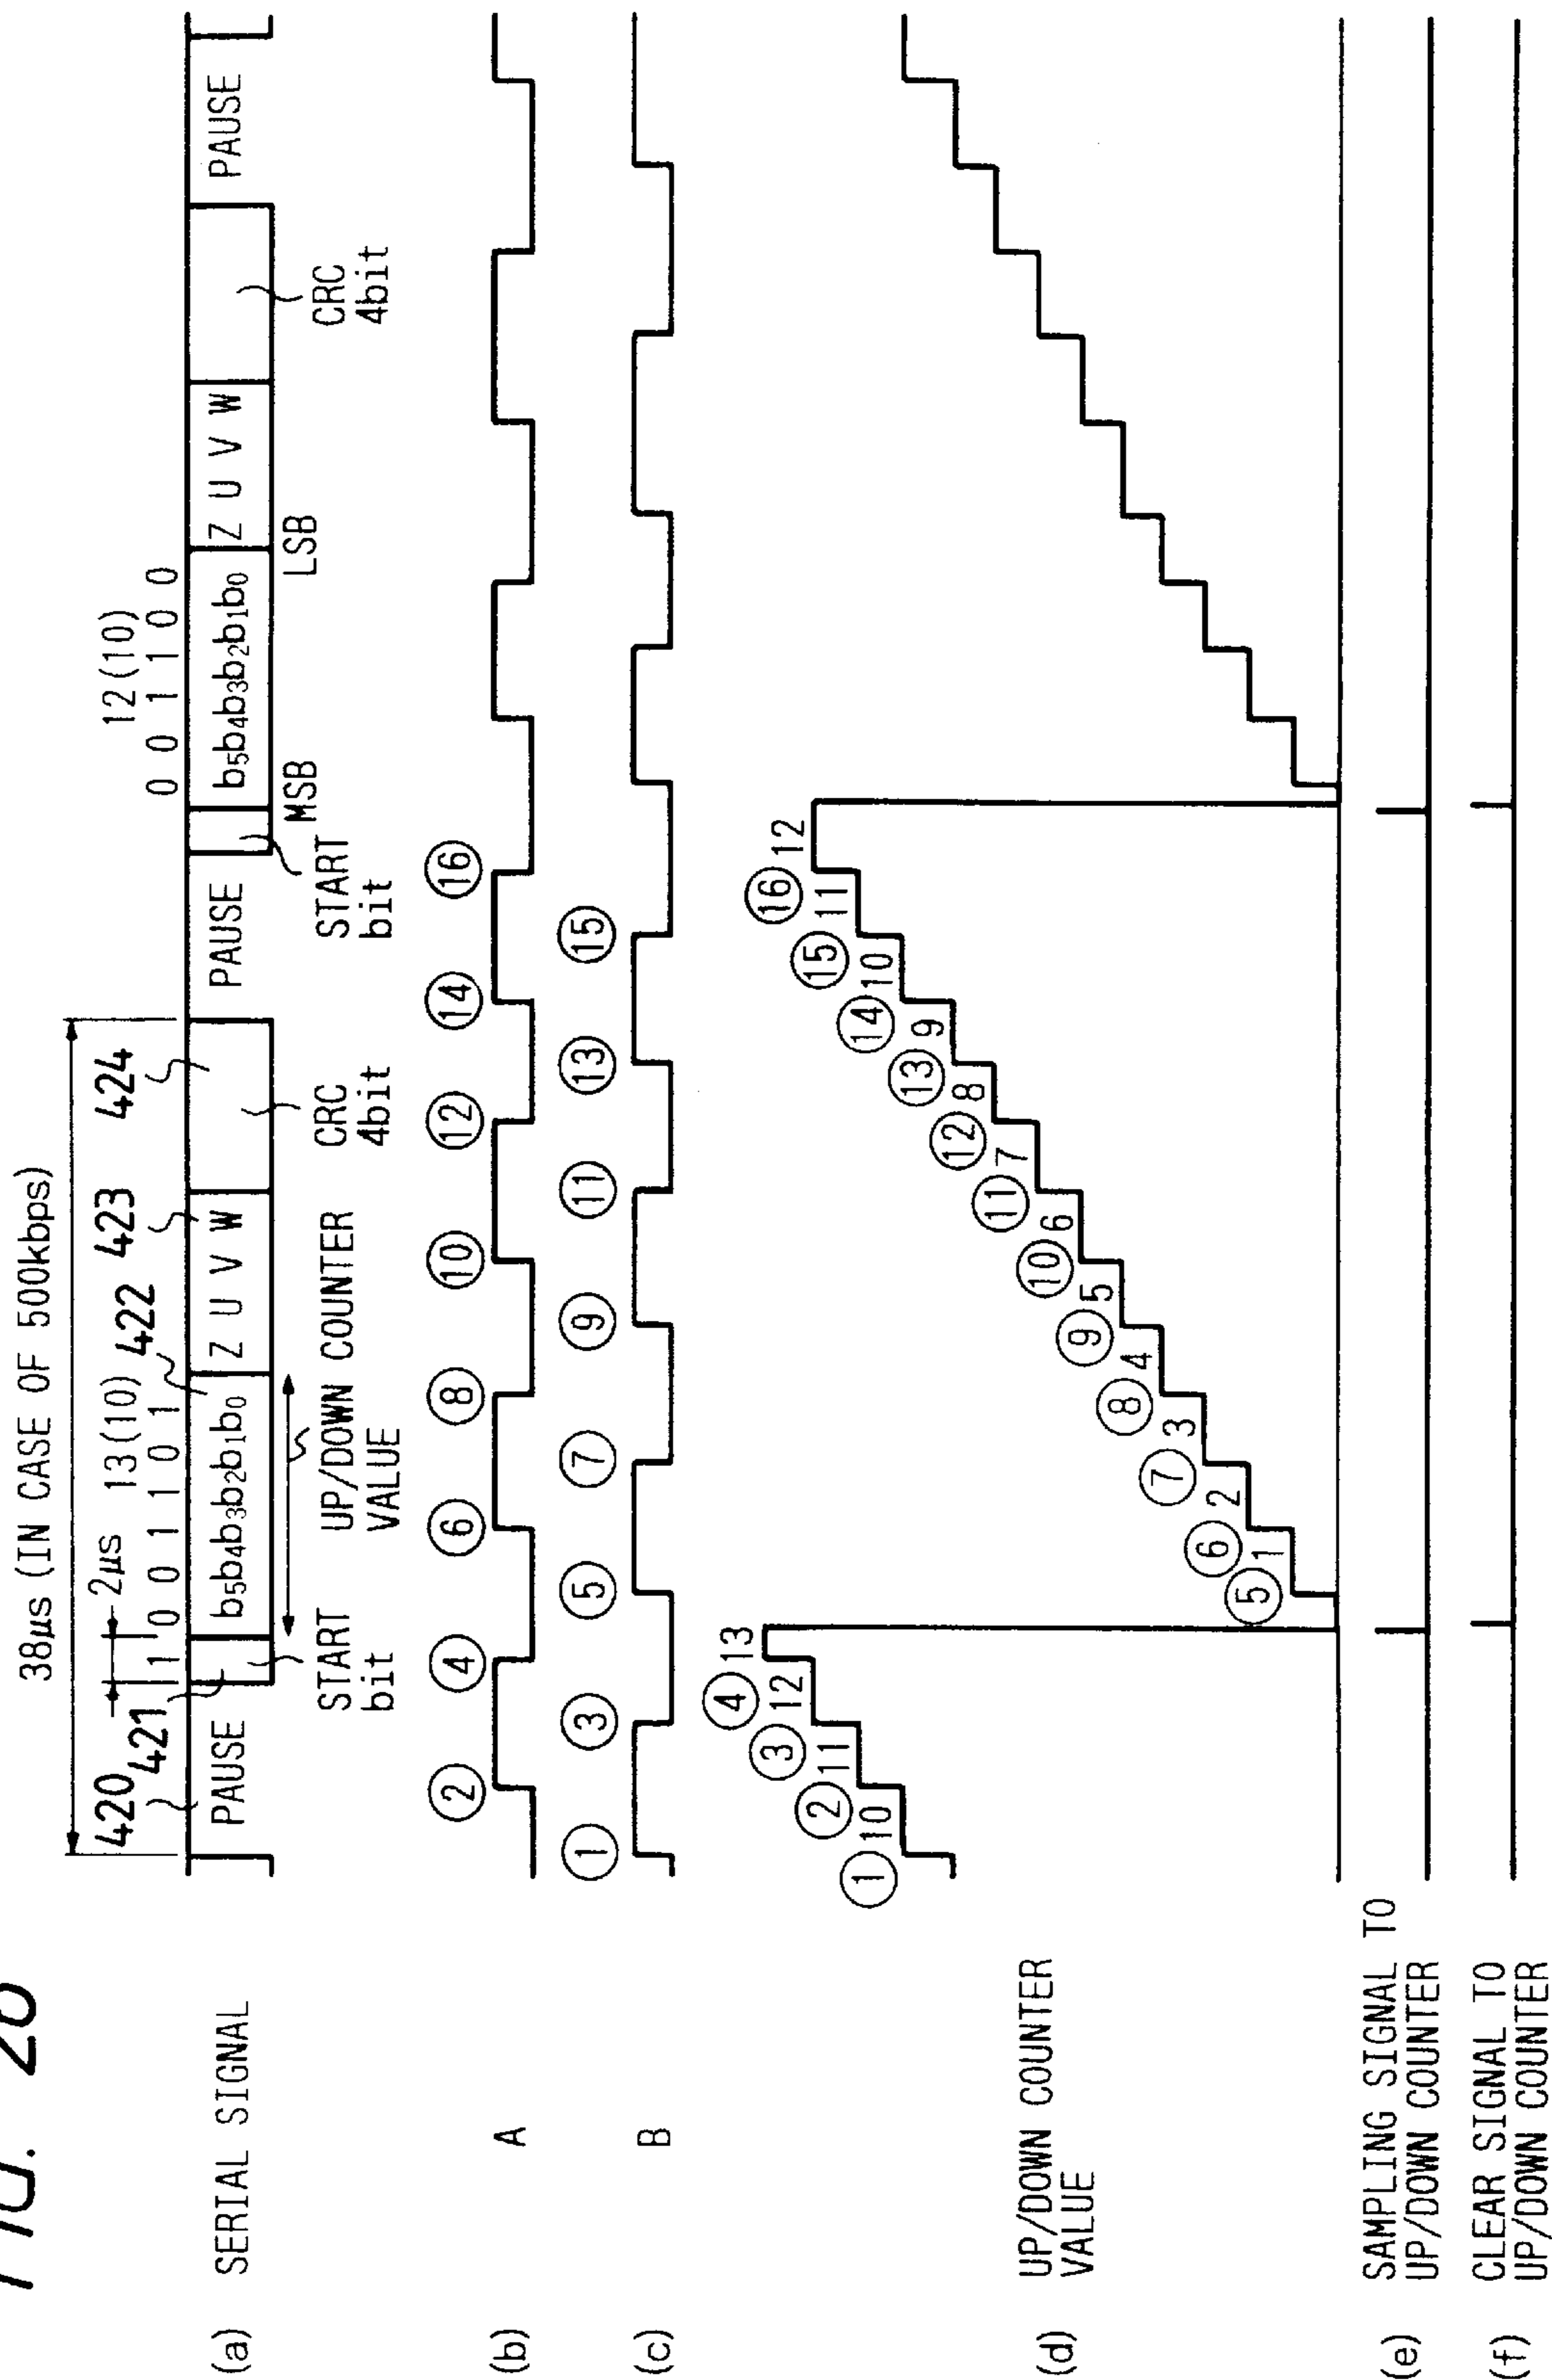 FIG. 26
38μs (IN CASE OF 500kbps)
420 421 2μs 13(10) 422 423 424
1 0 0 1 1 0 1
12(10)
0 0 1 1 0 0
(a) SERIAL SIGNAL
PAUSE b5b4b3b2b1b0 Z U V W PAUSE b5b4b3b2b1b0 Z U V W PAUSE
START bit
UP/DOWN COUNTER VALUE
CRC 4bit
START bit
MSB
LSB
CRC 4bit
(b) A
② ④ ⑥ ⑧ ⑩ ⑫ ⑭ ⑯
(c) B
① ③ ⑤ ⑦ ⑨ ⑪ ⑬ ⑮
(d) UP/DOWN COUNTER
VALUE
① ② ③ ④ ⑤ ⑥ ⑦ ⑧ ⑨ ⑩ ⑪ ⑫ ⑬ ⑭ ⑮ ⑯
10 11 12 13 1 2 3 4 5 6 7 8 9 10 11 12
(e) SAMPLING SIGNAL TO
UP/DOWN COUNTER
(f) CLEAR SIGNAL TO
UP/DOWN COUNTER